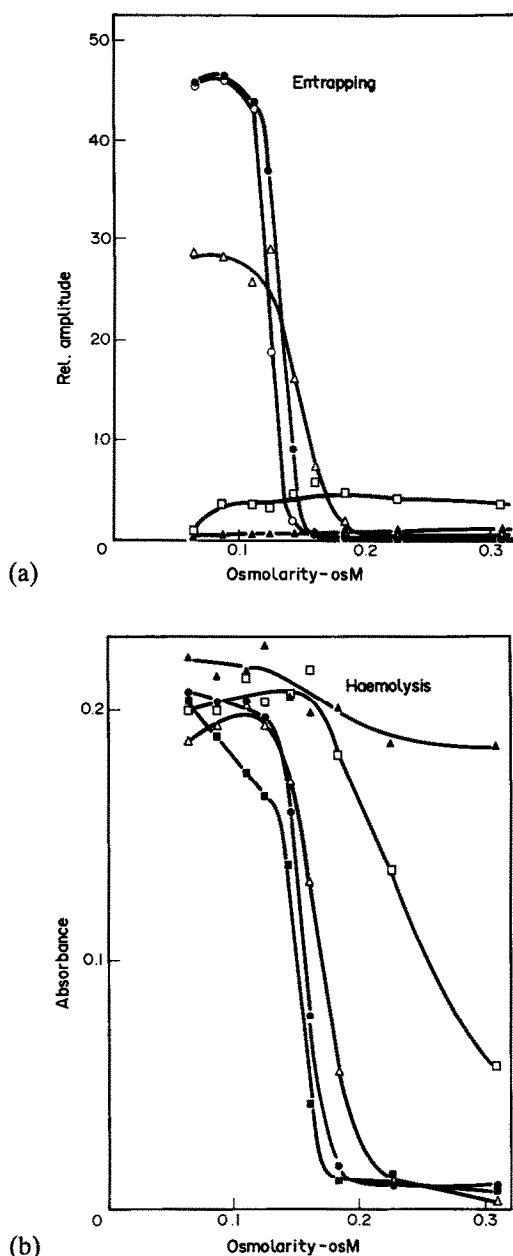 50
Entrapping
40
30
Rel. amplitude
20
10
0
0.1
0.2
0.3
(a)
Osmolarity-osM
Haemolysis
0.2
Absorbance
0.1
0
0.1
0.2
0.3
(b)
Osmolarity-osM